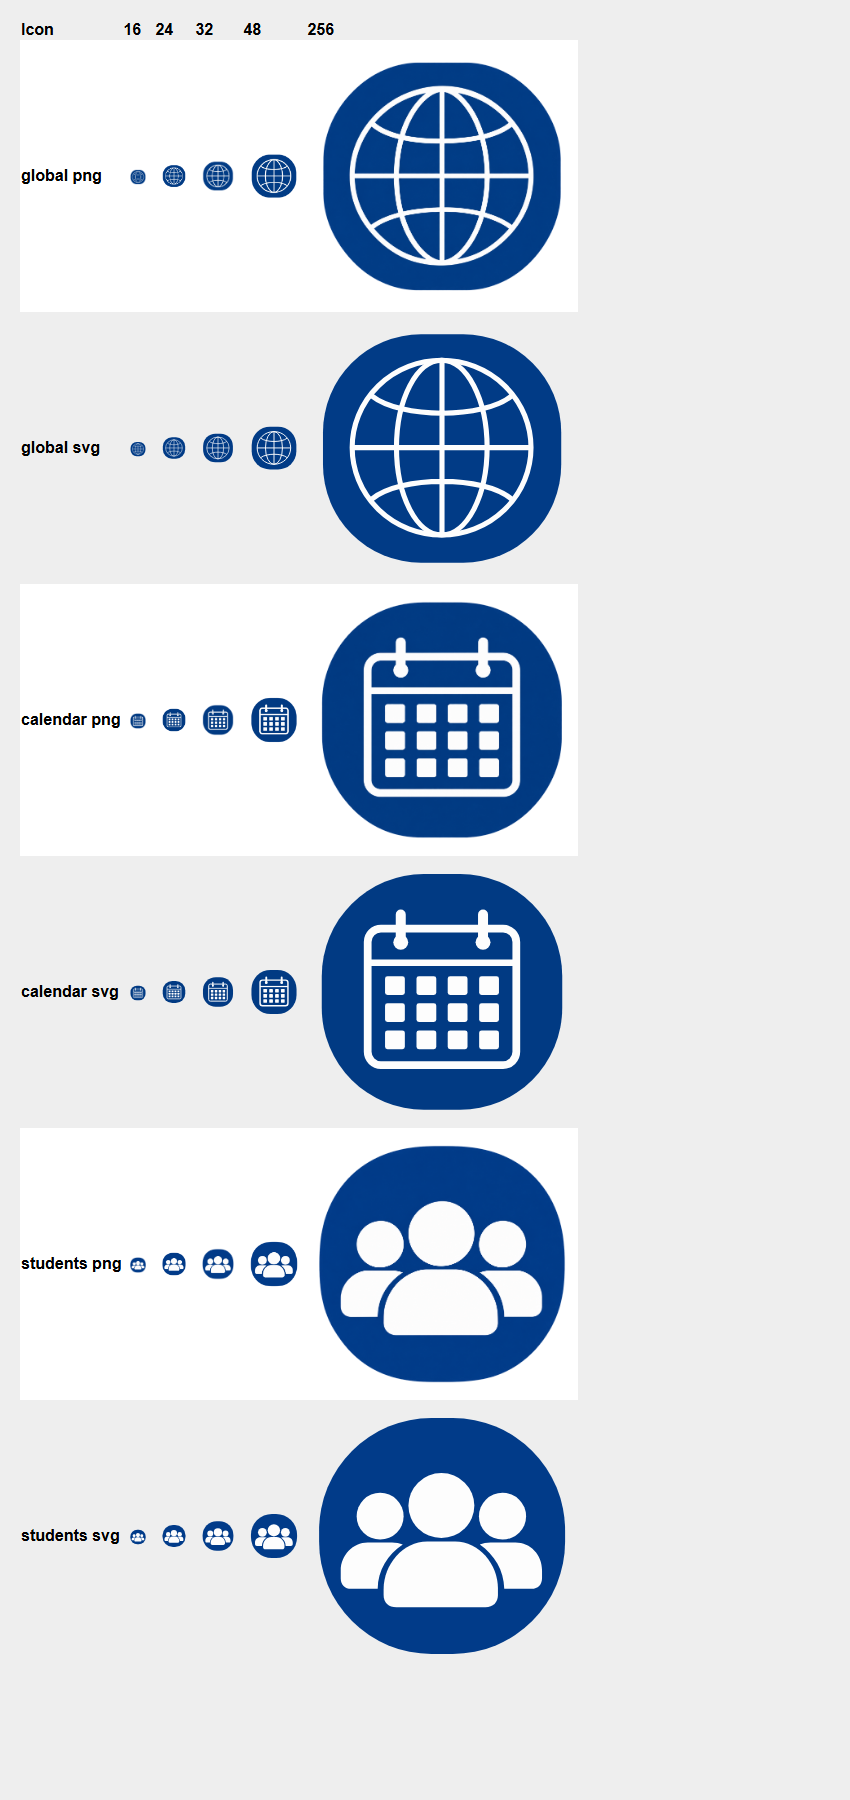 Icon 16 24 32 48 256
global png
global svg
calendar png
calendar svg
students png
students svg